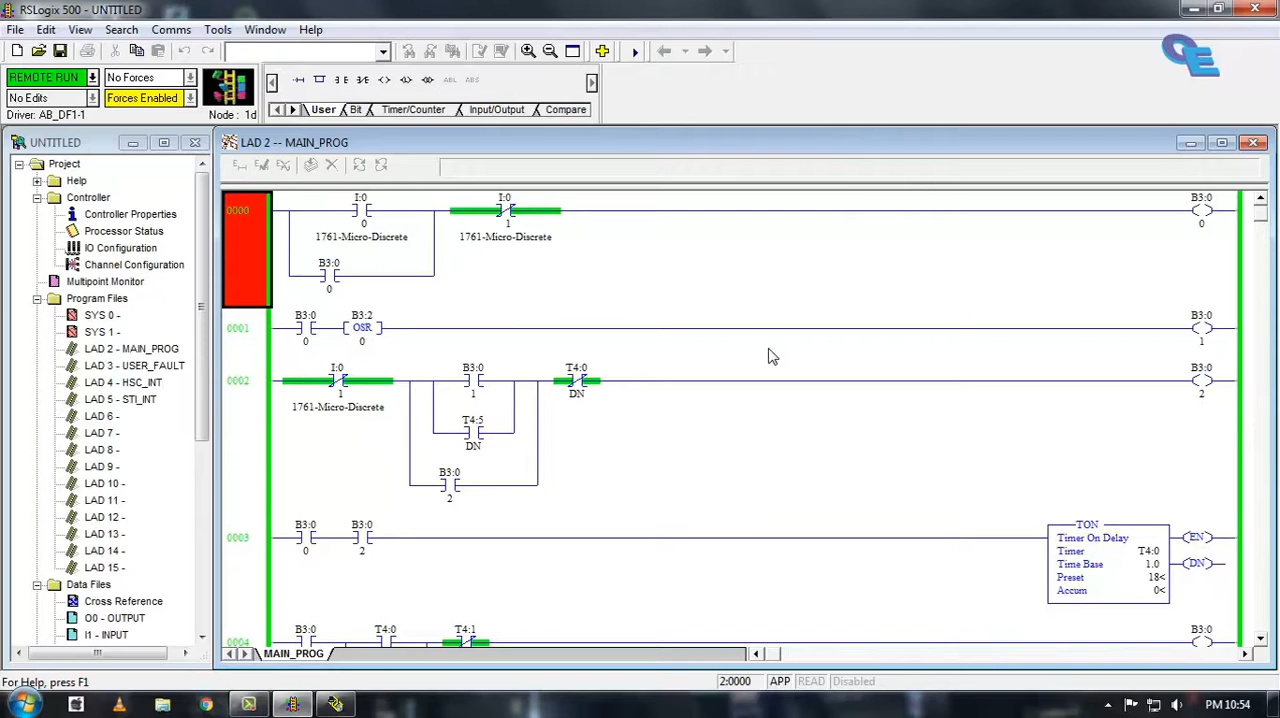 RSLogix 500 - UNTITLED
File Edit View Search Comms Tools Window Help
REMOTE RUN No Forces
No Edits Forces Enabled
Driver: AB_DF1-1 Node : 1d
ABL ABS
User Bit Timer/Counter Input/Output Compare
OE
UNTITLED
Project
Help
Controller
Controller Properties
Processor Status
IO Configuration
Channel Configuration
Multipoint Monitor
Program Files
SYS 0 -
SYS 1 -
LAD 2 - MAIN_PROG
LAD 3 - USER_FAULT
LAD 4 - HSC_INT
LAD 5 - STI_INT
LAD 6 -
LAD 7 -
LAD 8 -
LAD 9 -
LAD 10 -
LAD 11 -
LAD 12 -
LAD 13 -
LAD 14 -
LAD 15 -
Data Files
Cross Reference
O0 - OUTPUT
I1 - INPUT
LAD 2 -- MAIN_PROG
I:0 I:0 B3:0
0000
0 1 0
1761-Micro-Discrete 1761-Micro-Discrete
B3:0
0
B3:0 B3:2 B3:0
0001 OSR
0 0 1
I:0 B3:0 T4:0 B3:0
0002
1 1 DN 2
1761-Micro-Discrete
T4:5
DN
B3:0
2
B3:0 B3:0 TON
0003 Timer On Delay EN
0 2 Timer T4:0
Time Base 1.0 DN
Preset 18<
Accum 0<
B3:0 T4:0 T4:1 B3:0
0004
MAIN_PROG
For Help, press F1 2:0000 APP READ Disabled
PM 10:54